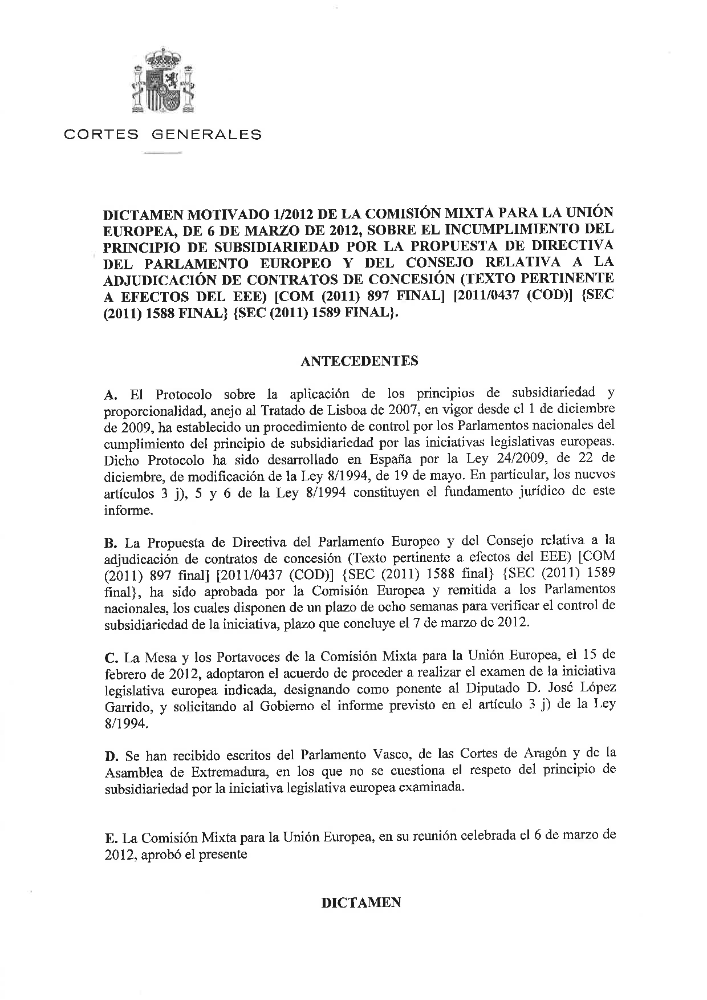 CORTES GENERALES
DICTAMEN MOTIVADO 1/2012 DE LA COMISIÓN MIXTA PARA LA UNIÓN
EUROPEA, DE 6 DE MARZO DE 2012, SOBRE EL INCUMPLIMIENTO DEL
PRINCIPIO DE SUBSIDIARIEDAD POR LA PROPUESTA DE DIRECTIVA
DEL PARLAMENTO EUROPEO Y DEL CONSEJO RELATIVA A LA
ADJUDICACIÓN DE CONTRATOS DE CONCESIÓN (TEXTO PERTINENTE
A EFECTOS DEL EEE) [COM (2011) 897 FINAL] [2011/0437 (COD)] {SEC
(2011) 1588 FINAL} {SEC (2011) 1589 FINAL}.
ANTECEDENTES
A. El Protocolo sobre la aplicación de los principios de subsidiariedad y
proporcionalidad, anejo al Tratado de Lisboa de 2007, en vigor desde el 1 de diciembre
de 2009, ha establecido un procedimiento de control por los Parlamentos nacionales del
cumplimiento del principio de subsidiariedad por las iniciativas legislativas europeas.
Dicho Protocolo ha sido desarrollado en España por la Ley 24/2009, de 22 de
diciembre, de modificación de la Ley 8/1994, de 19 de mayo. En particular, los nuevos
artículos 3 j), 5 y 6 de la Ley 8/1994 constituyen el fundamento jurídico de este
informe.
B. La Propuesta de Directiva del Parlamento Europeo y del Consejo relativa a la
adjudicación de contratos de concesión (Texto pertinente a efectos del EEE) [COM
(2011) 897 final] [2011/0437 (COD)] {SEC (2011) 1588 final} {SEC (2011) 1589
final}, ha sido aprobada por la Comisión Europea y remitida a los Parlamentos
nacionales, los cuales disponen de un plazo de ocho semanas para verificar el control de
subsidiariedad de la iniciativa, plazo que concluye el 7 de marzo de 2012.
C. La Mesa y los Portavoces de la Comisión Mixta para la Unión Europea, el 15 de
febrero de 2012, adoptaron el acuerdo de proceder a realizar el examen de la iniciativa
legislativa europea indicada, designando como ponente al Diputado D. José López
Garrido, y solicitando al Gobierno el informe previsto en el artículo 3 j) de la Ley
8/1994.
D. Se han recibido escritos del Parlamento Vasco, de las Cortes de Aragón y de la
Asamblea de Extremadura, en los que no se cuestiona el respeto del principio de
subsidiariedad por la iniciativa legislativa europea examinada.
E. La Comisión Mixta para la Unión Europea, en su reunión celebrada el 6 de marzo de
2012, aprobó el presente
DICTAMEN